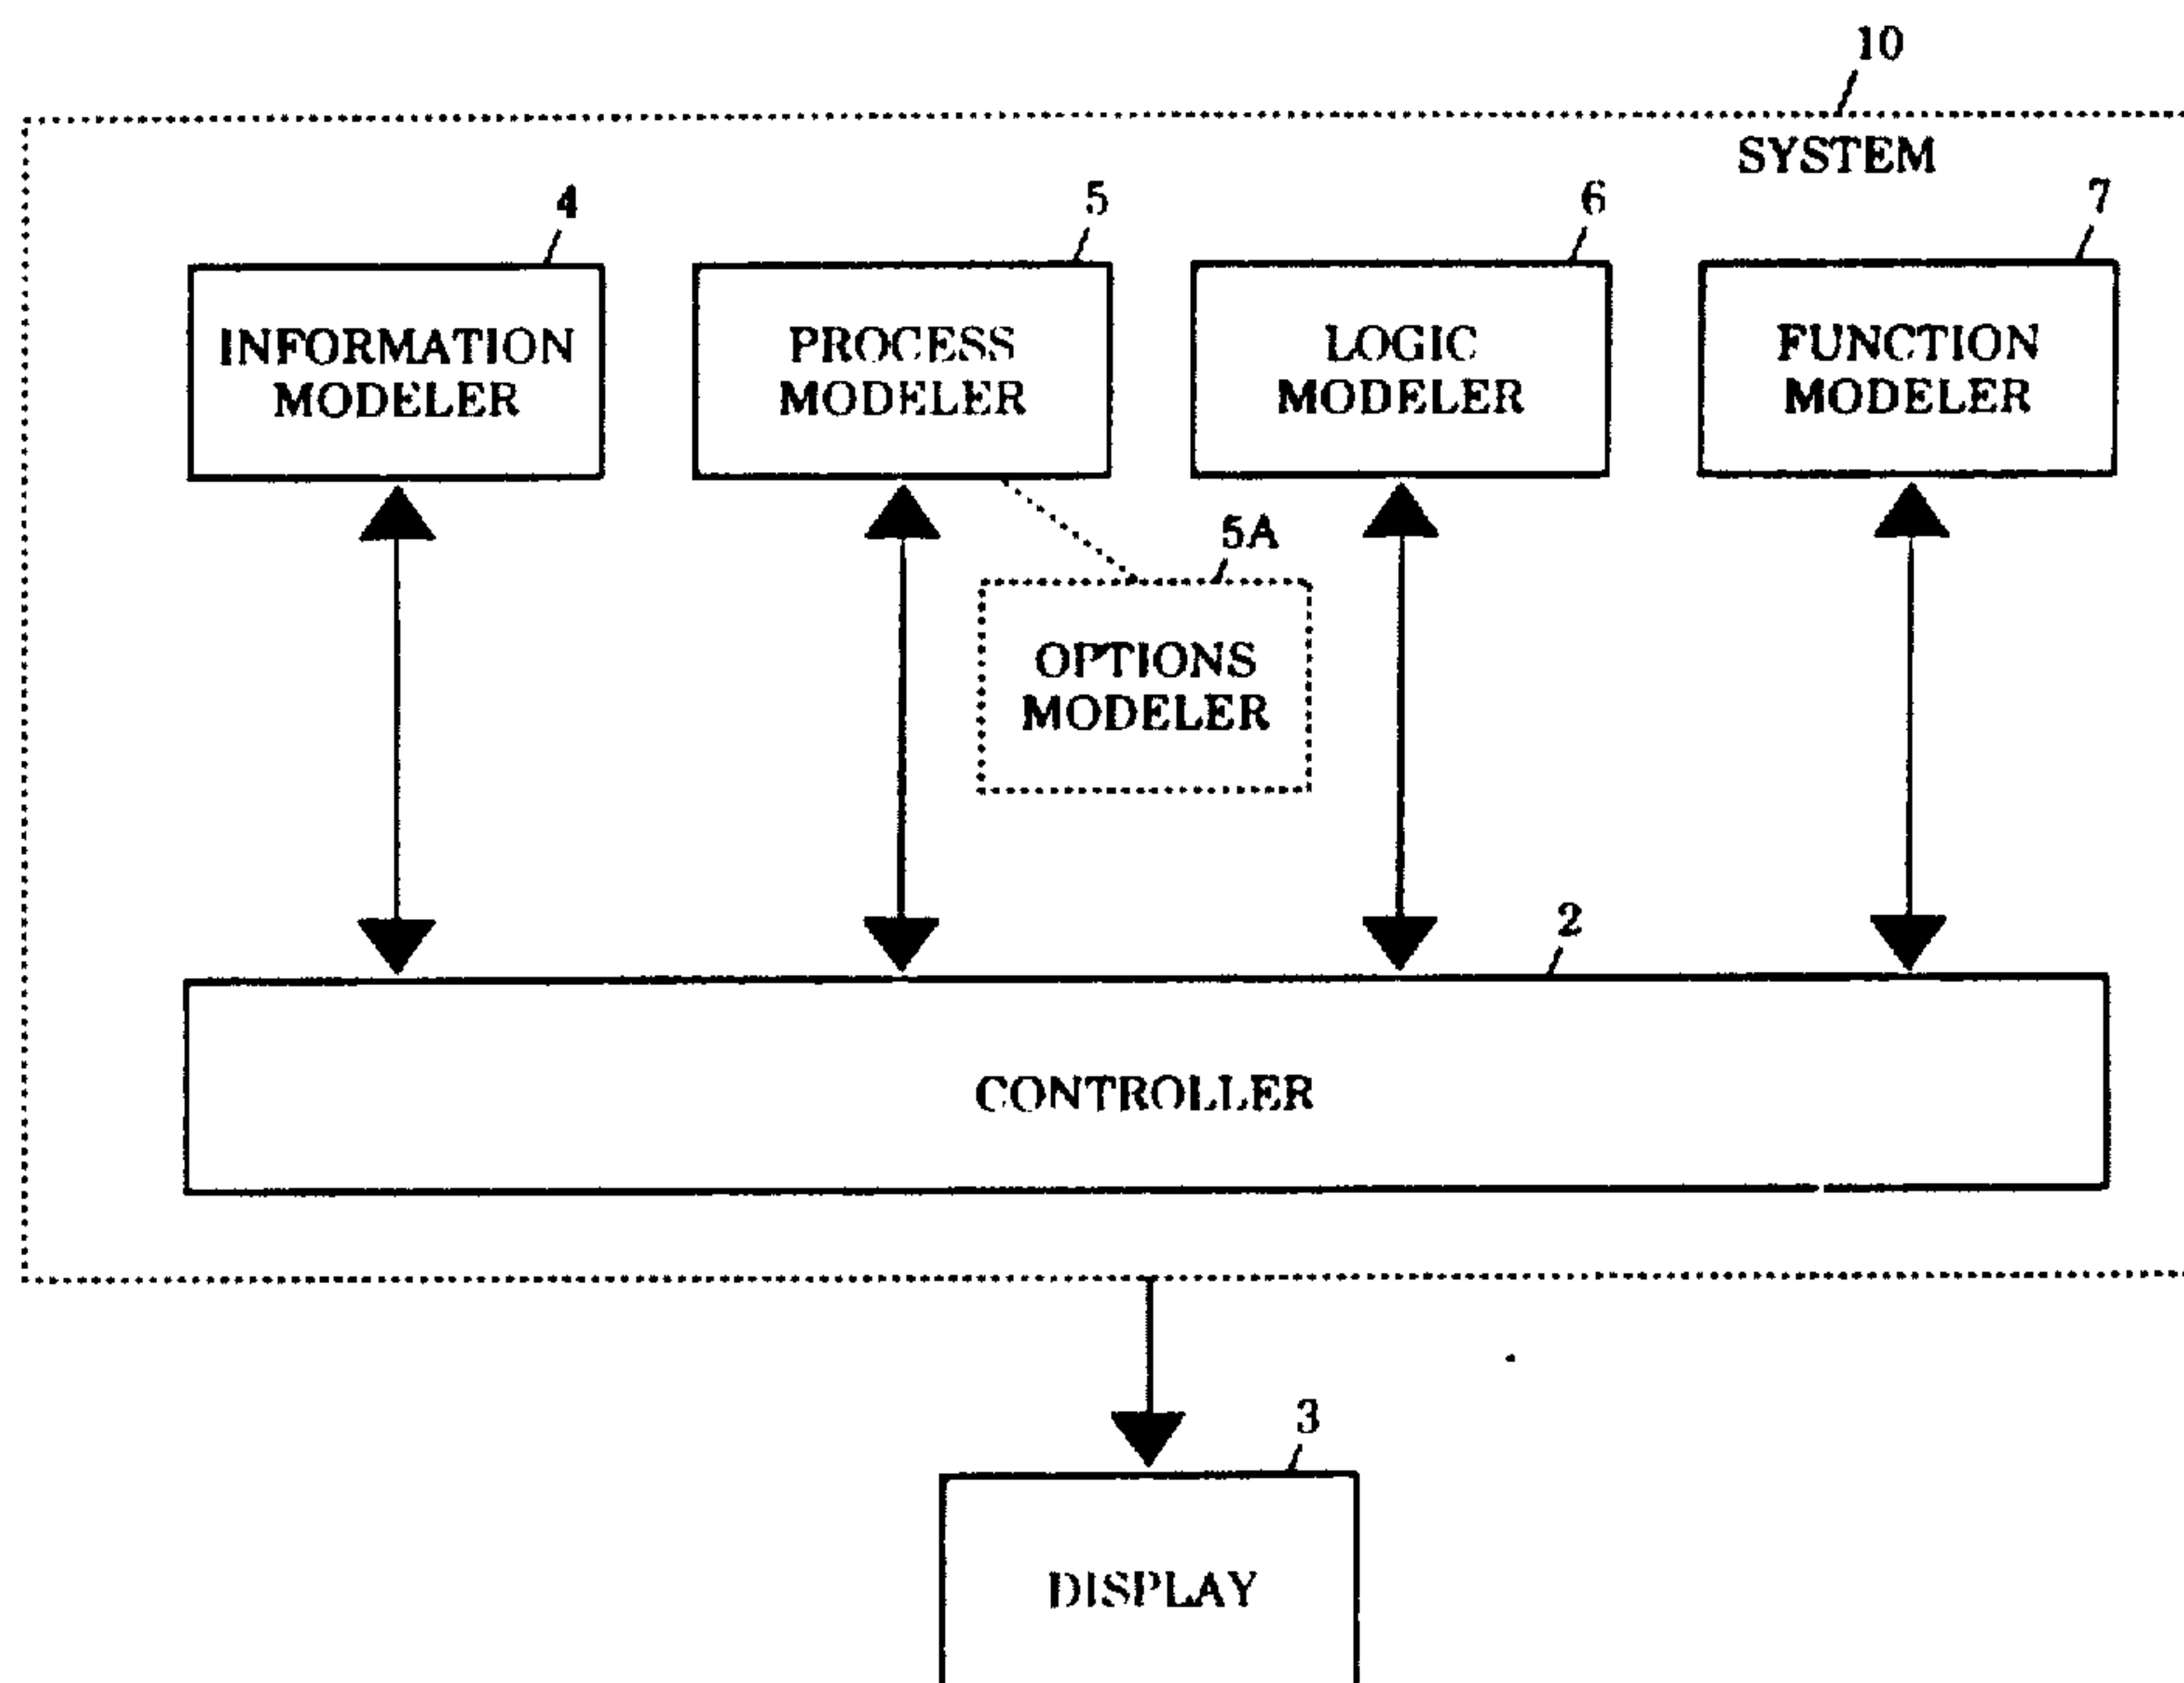 10
SYSTEM
4
5
6
7
INFORMATION
MODELER
PROCESS
MODELER
LOGIC
MODELER
FUNCTION
MODELER
5A
OPTIONS
MODELER
2
CONTROLLER
3
DISPLAY